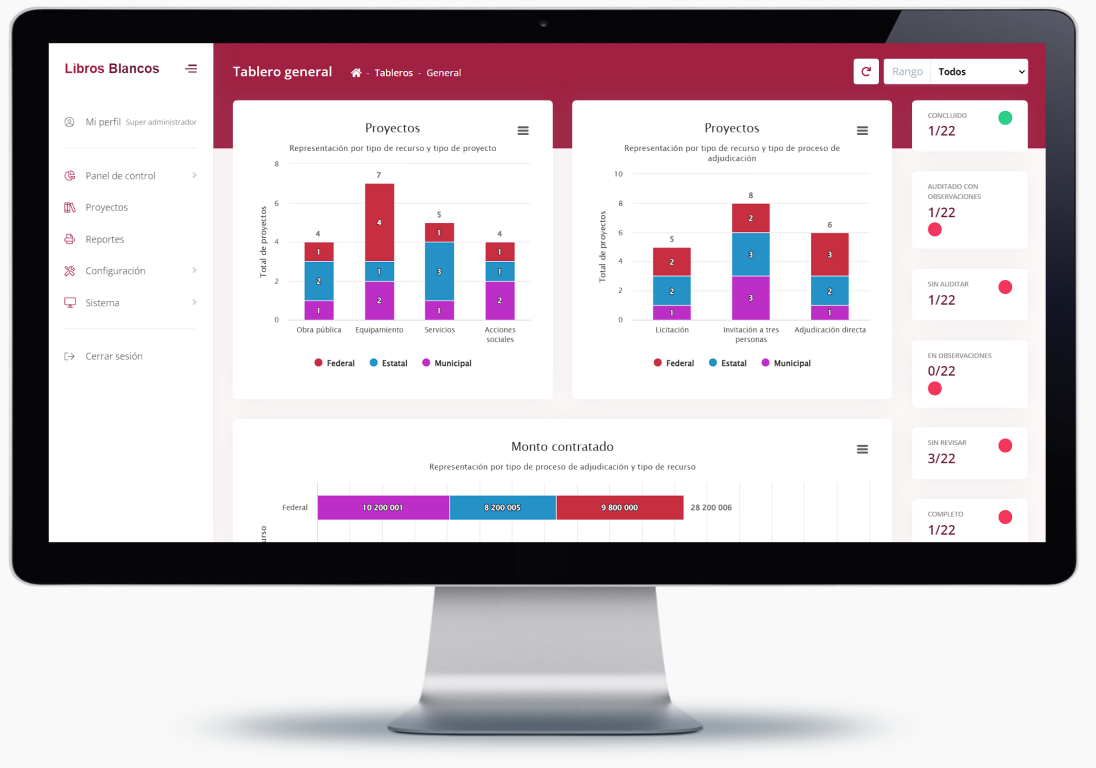 Libros Blancos
Mi perfil Super administrador
Panel de control
Proyectos
Reportes
Configuración
Sistema
Cerrar sesión
Tablero general
- Tableros - General
Rango Todos
Proyectos
Representación por tipo de recurso y tipo de proyecto
Total de proyectos
8
6
4
2
0
4
1
2
1
7
4
1
2
5
1
3
1
4
1
1
2
Obra pública
Equipamiento
Servicios
Acciones
sociales
Federal Estatal Municipal
Proyectos
Representación por tipo de recurso y tipo de proceso de
adjudicación
Total de proyectos
10
8
6
4
2
0
5
2
2
1
8
2
3
3
6
3
2
1
Licitación
Invitación a tres
personas
Adjudicación directa
Federal Estatal Municipal
Monto contratado
Representación por tipo de proceso de adjudicación y tipo de recurso
Federal
10 200 001
8 200 005
9 800 000
28 200 006
urso
CONCLUIDO
1/22
AUDITADO CON
OBSERVACIONES
1/22
SIN AUDITAR
1/22
EN OBSERVACIONES
0/22
SIN REVISAR
3/22
COMPLETO
1/22